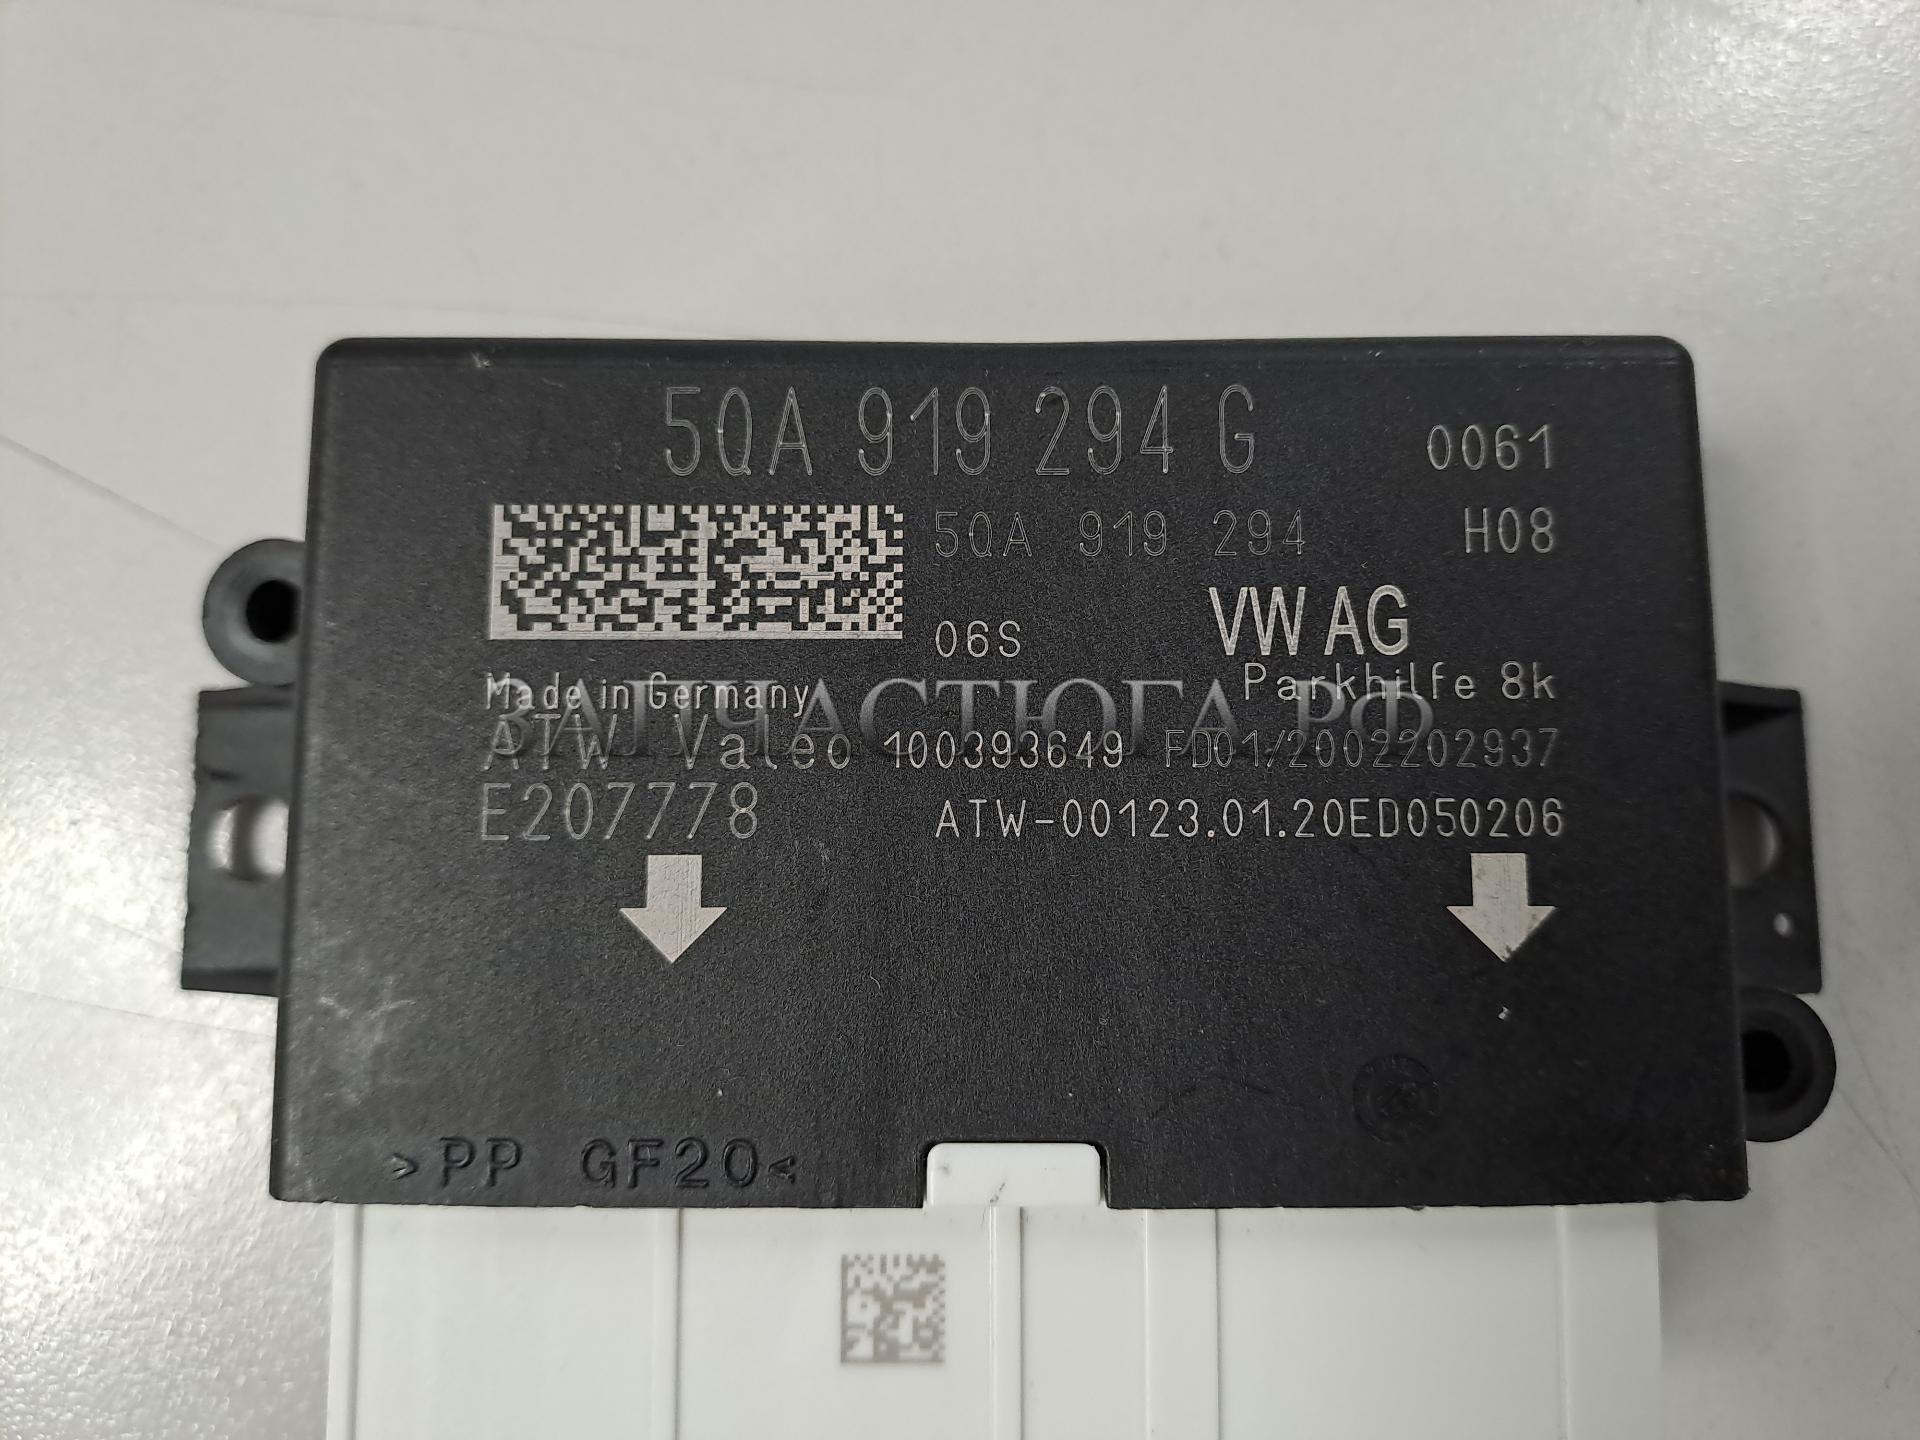 5QA 919 294 G
0061
5QA 919 294
H08
06S
VW AG
Made in Germany
Parkhilfe 8k
ЗАПЧАСТЮГА.РФ
ATW Valeo 100393649 FD01/2002202937
E207778
ATW-00123.01.20ED050206
>PP GF20<